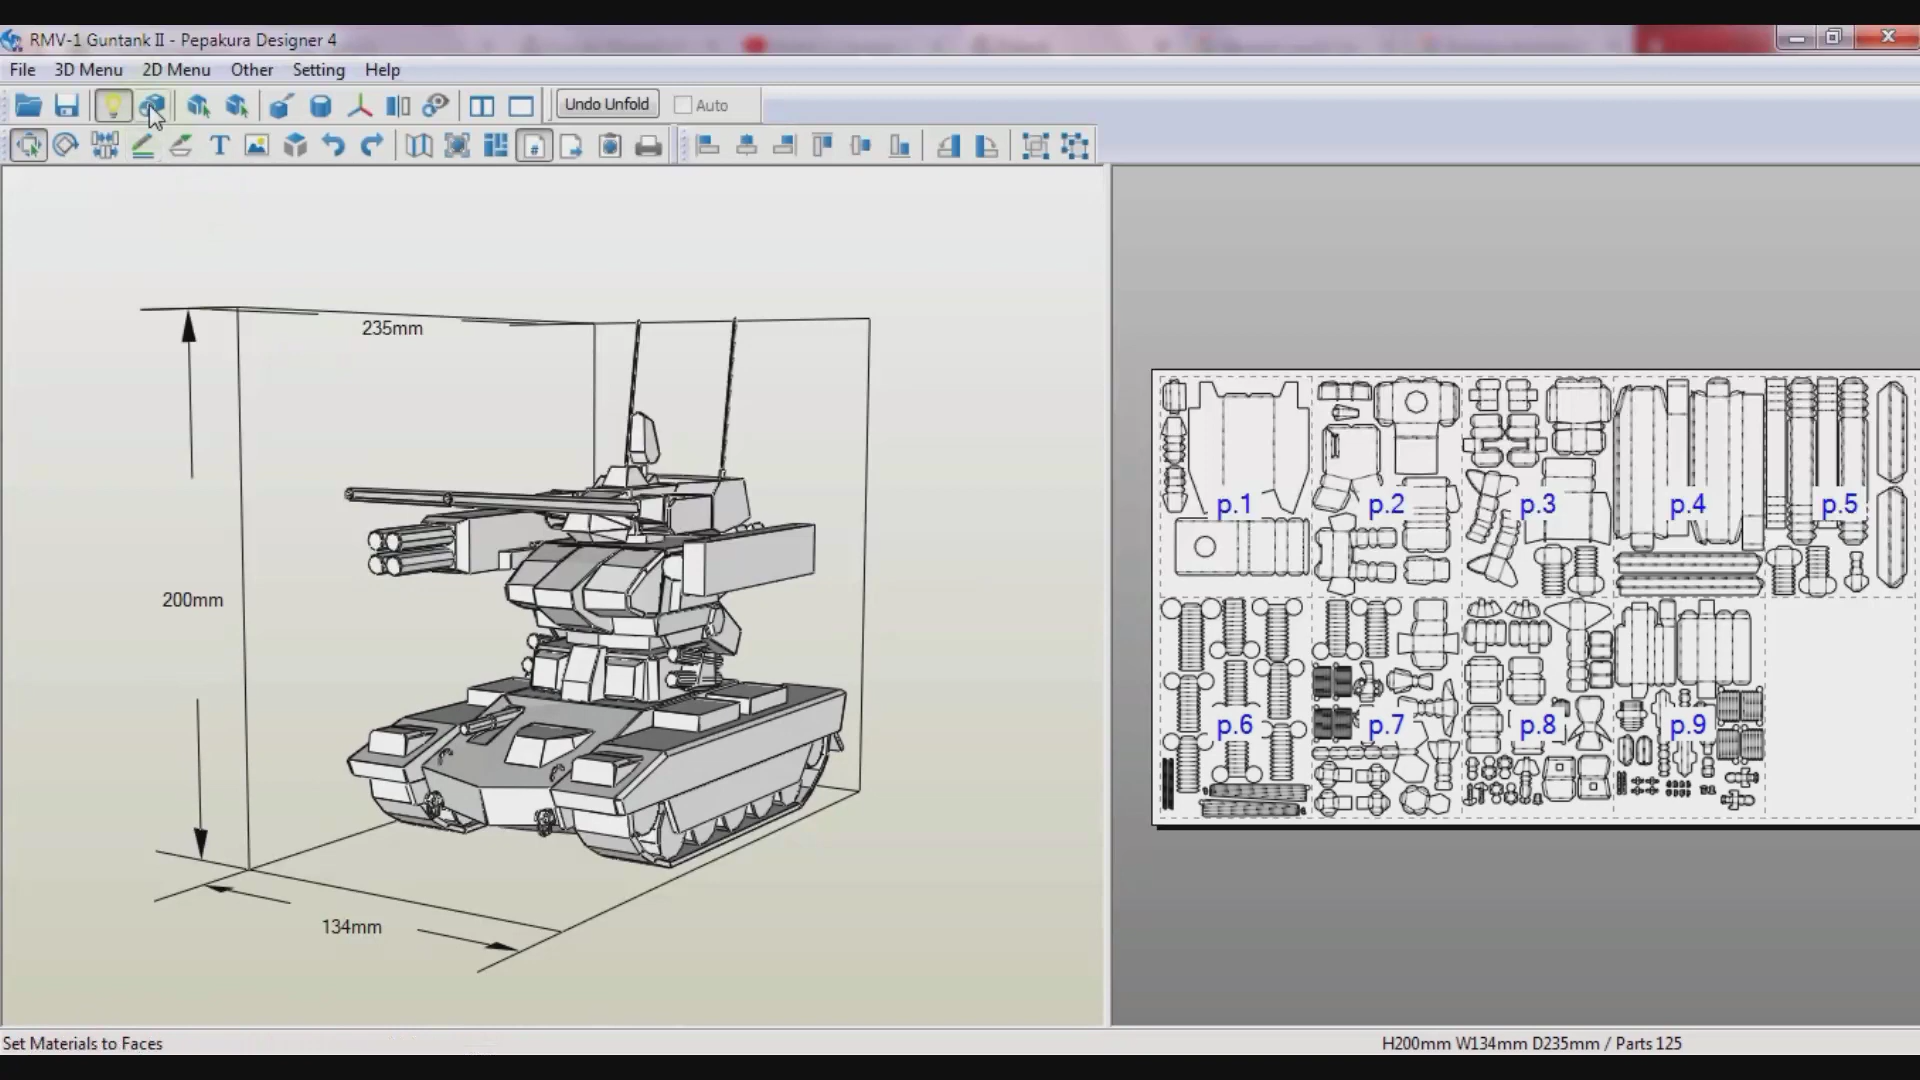 RMV-1 Guntank II - Pepakura Designer 4
File 3D Menu 2D Menu Other Setting Help
Undo Unfold Auto
T #
235mm
200mm
134mm
p.1 p.2 p.3 p.4 p.5
p.6 p.7 p.8 p.9
Set Materials to Faces
H200mm W134mm D235mm / Parts 125